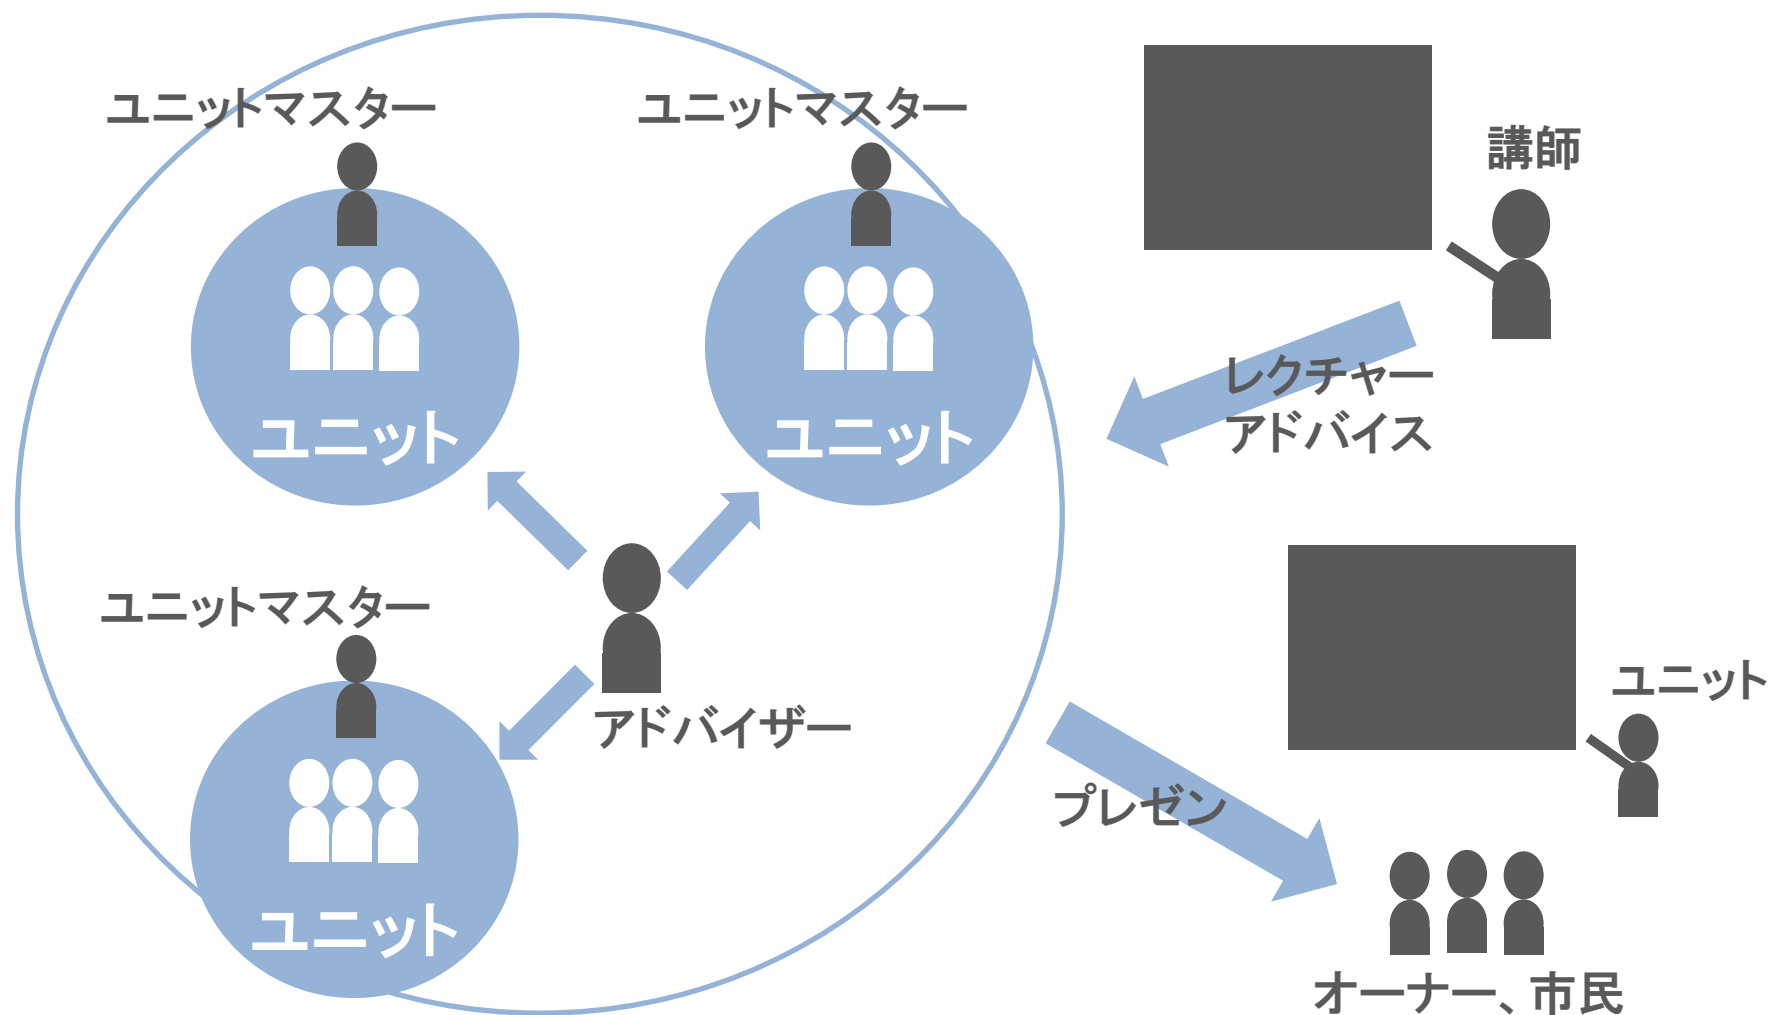 ユニットマスター
ユニットマスター
講師
ユニット
ユニット
レクチャー
アドバイス
ユニットマスター
アドバイザー
ユニット
プレゼン
ユニット
オーナー、市民